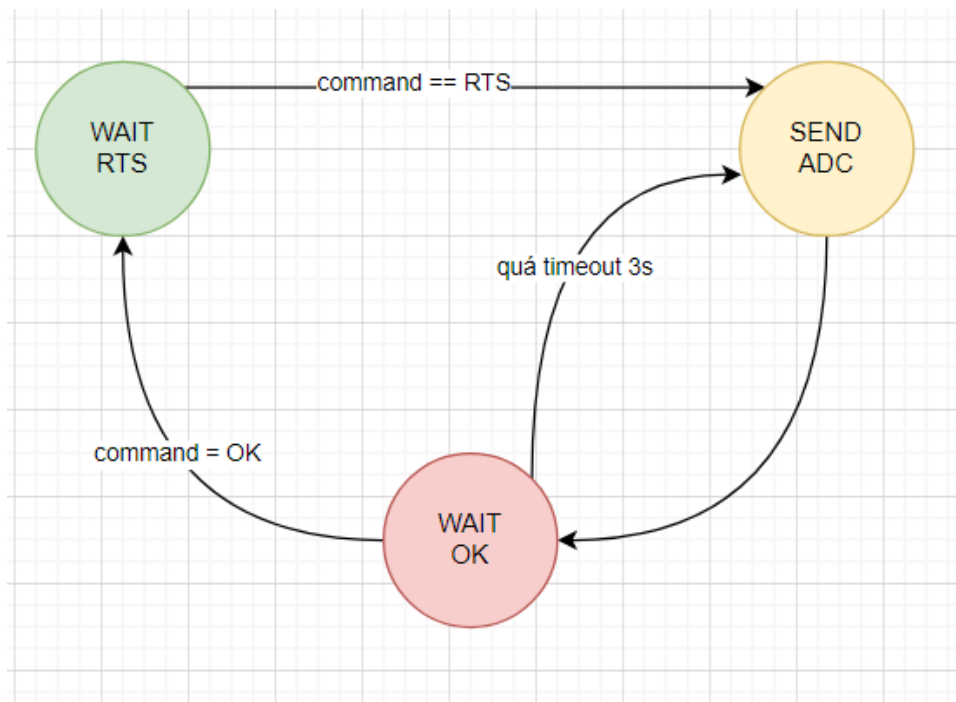 command == RTS
WAIT
RTS
SEND
ADC
quá timeout 3s
command = OK
WAIT
OK